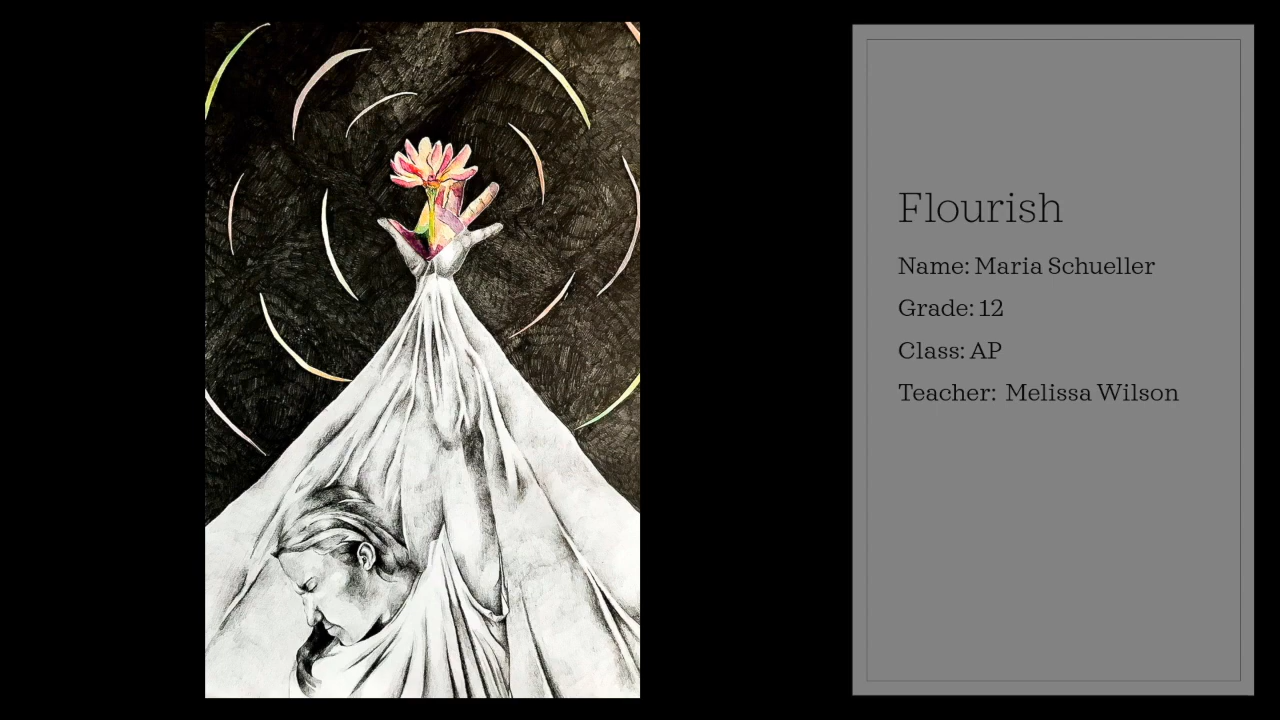 Flourish
Name: Maria Schueller
Grade: 12
Class: AP
Teacher: Melissa Wilson